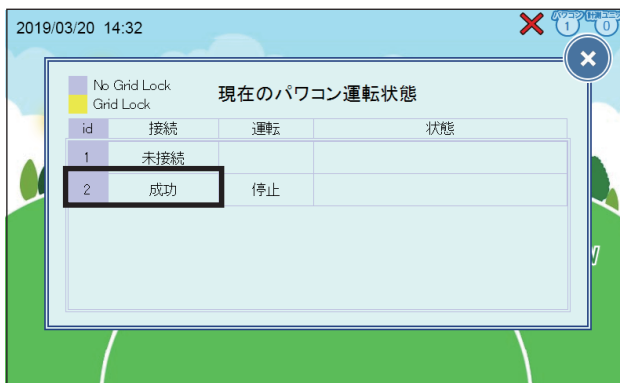 2019/03/20 14:32
パワコン 計測ユニット
1 0
No Grid Lock
Grid Lock
現在のパワコン運転状態
id 接続 運転 状態
1 未接続
2 成功 停止